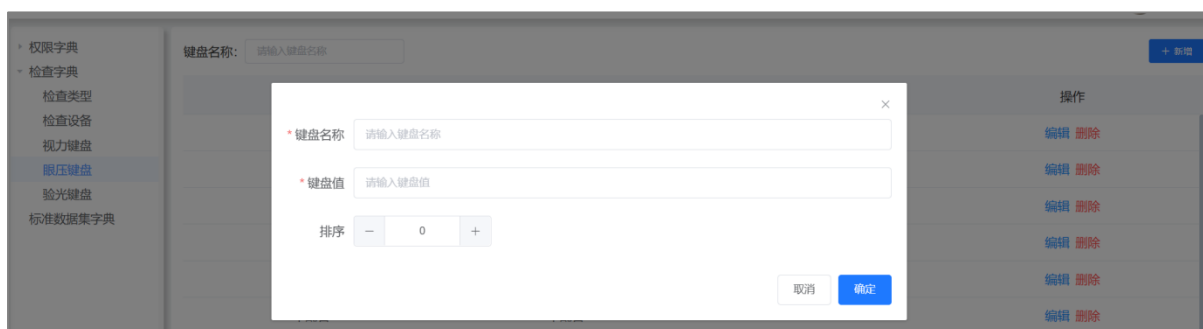 权限字典
检查字典
检查类型
检查设备
视力键盘
眼压键盘
验光键盘
标准数据集字典
键盘名称: 请输入键盘名称
+ 新增
操作
* 键盘名称 请输入键盘名称
* 键盘值 请输入键盘值
排序 − 0 +
取消 确定
编辑 删除
编辑 删除
编辑 删除
编辑 删除
编辑 删除
编辑 删除